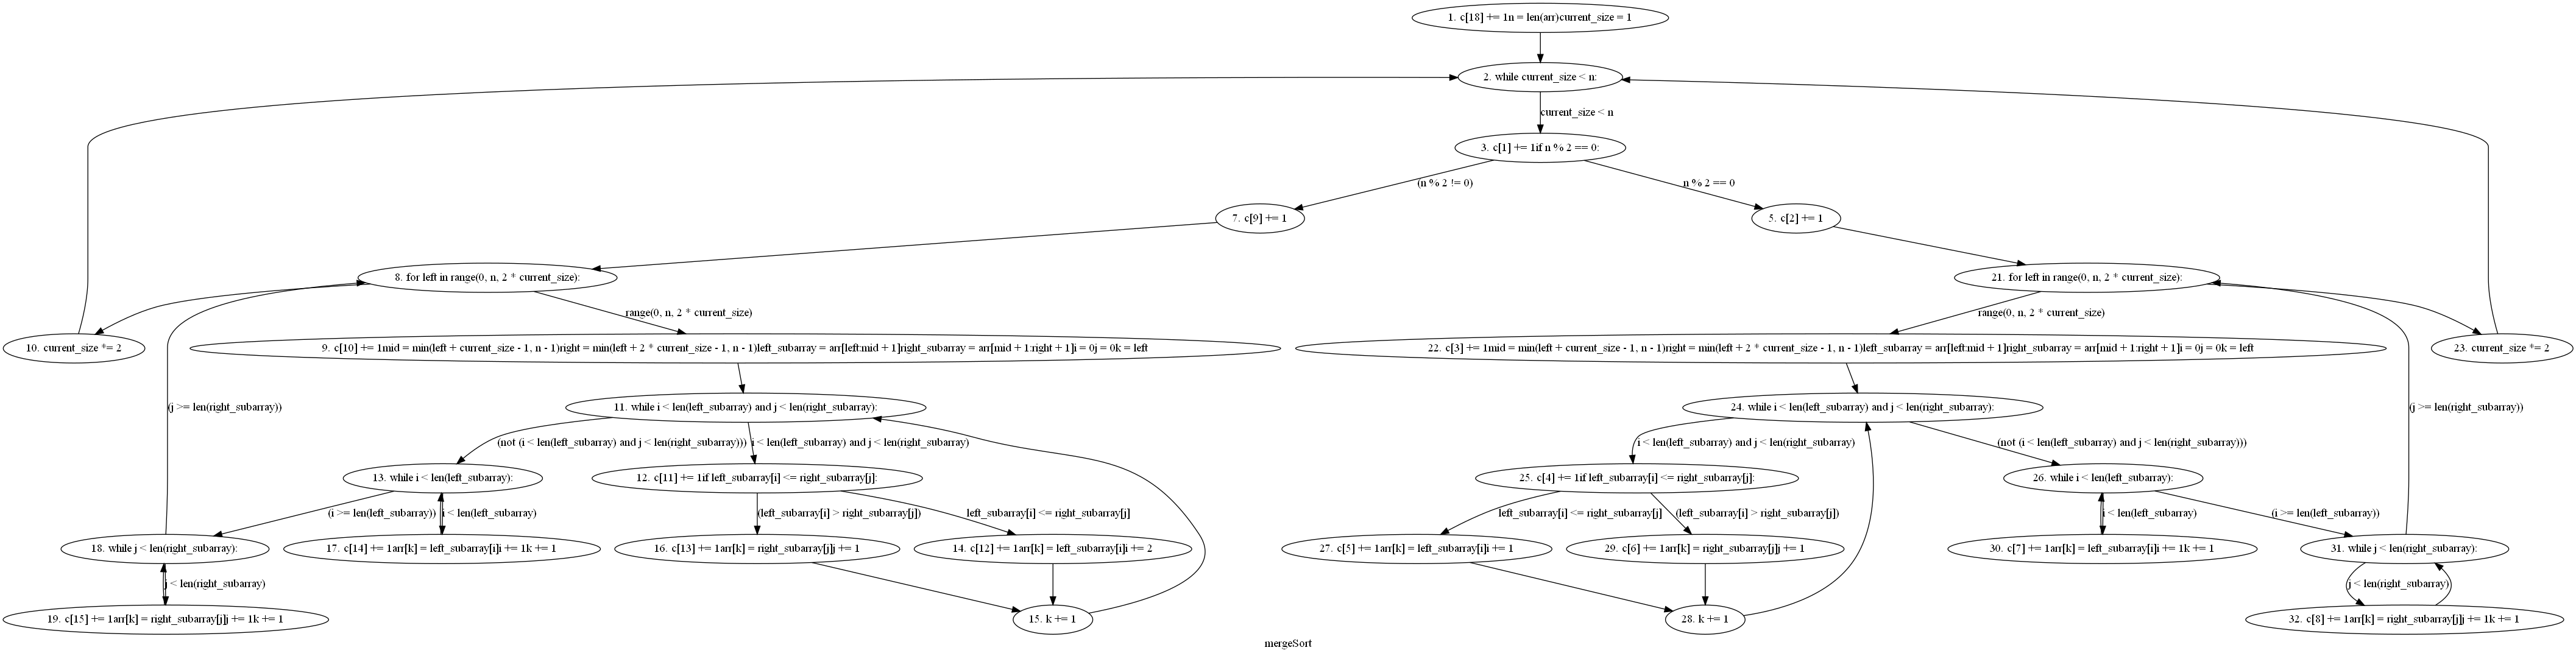 1. c[18] += 1n = len(arr)current_size = 1
2. while current_size < n:
current_size < n
3. c[1] += 1if n % 2 == 0:
(n % 2 != 0)
n % 2 == 0
7. c[9] += 1
5. c[2] += 1
8. for left in range(0, n, 2 * current_size):
21. for left in range(0, n, 2 * current_size):
range(0, n, 2 * current_size)
range(0, n, 2 * current_size)
10. current_size *= 2
9. c[10] += 1mid = min(left + current_size - 1, n - 1)right = min(left + 2 * current_size - 1, n - 1)left_subarray = arr[left:mid + 1]right_subarray = arr[mid + 1:right + 1]i = 0j = 0k = left
22. c[3] += 1mid = min(left + current_size - 1, n - 1)right = min(left + 2 * current_size - 1, n - 1)left_subarray = arr[left:mid + 1]right_subarray = arr[mid + 1:right + 1]i = 0j = 0k = left
23. current_size *= 2
(j >= len(right_subarray))
11. while i < len(left_subarray) and j < len(right_subarray):
24. while i < len(left_subarray) and j < len(right_subarray):
(j >= len(right_subarray))
(not (i < len(left_subarray) and j < len(right_subarray)))
i < len(left_subarray) and j < len(right_subarray)
i < len(left_subarray) and j < len(right_subarray)
(not (i < len(left_subarray) and j < len(right_subarray)))
13. while i < len(left_subarray):
12. c[11] += 1if left_subarray[i] <= right_subarray[j]:
25. c[4] += 1if left_subarray[i] <= right_subarray[j]:
26. while i < len(left_subarray):
(i >= len(left_subarray))
i < len(left_subarray)
(left_subarray[i] > right_subarray[j])
left_subarray[i] <= right_subarray[j]
left_subarray[i] <= right_subarray[j]
(left_subarray[i] > right_subarray[j])
i < len(left_subarray)
(i >= len(left_subarray))
18. while j < len(right_subarray):
17. c[14] += 1arr[k] = left_subarray[i]i += 1k += 1
16. c[13] += 1arr[k] = right_subarray[j]j += 1
14. c[12] += 1arr[k] = left_subarray[i]i += 2
27. c[5] += 1arr[k] = left_subarray[i]i += 1
29. c[6] += 1arr[k] = right_subarray[j]j += 1
30. c[7] += 1arr[k] = left_subarray[i]i += 1k += 1
31. while j < len(right_subarray):
j < len(right_subarray)
j < len(right_subarray)
19. c[15] += 1arr[k] = right_subarray[j]j += 1k += 1
15. k += 1
28. k += 1
32. c[8] += 1arr[k] = right_subarray[j]j += 1k += 1
mergeSort